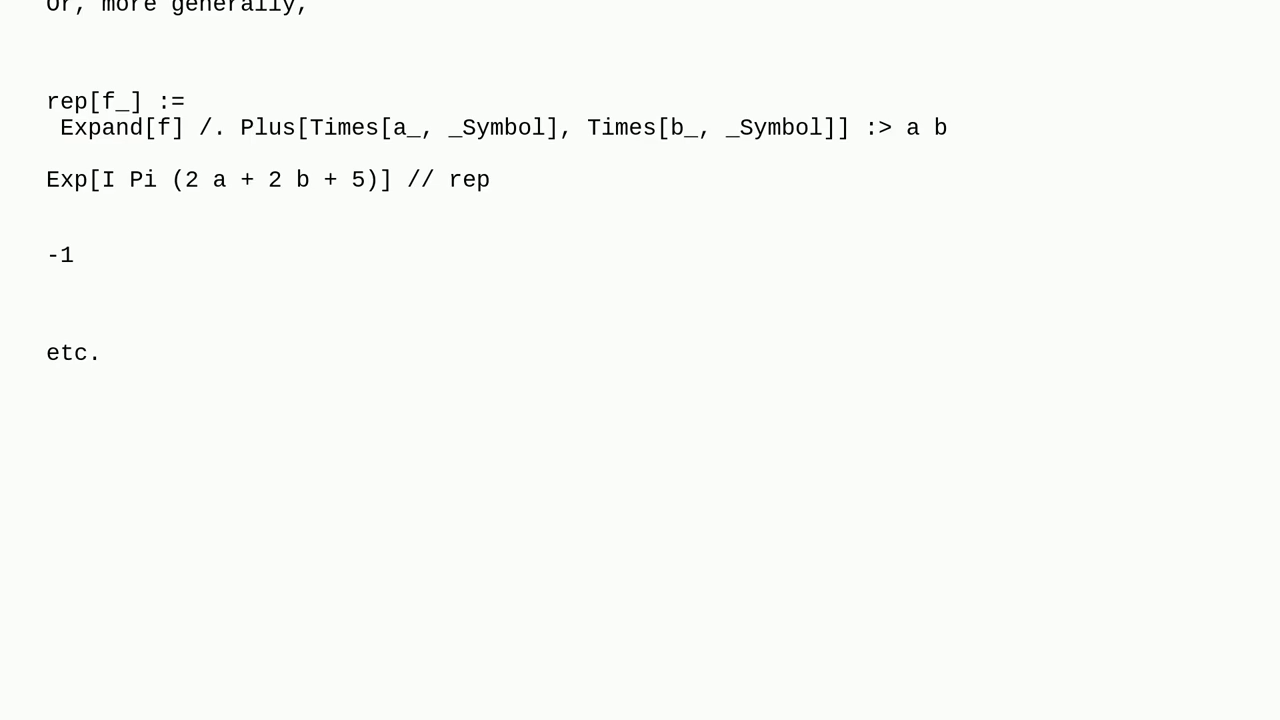 Or, more generally,
rep[f_] :=
Expand[f] /. Plus[Times[a_, _Symbol], Times[b_, _Symbol]] :> a b
Exp[I Pi (2 a + 2 b + 5)] // rep
-1
etc.